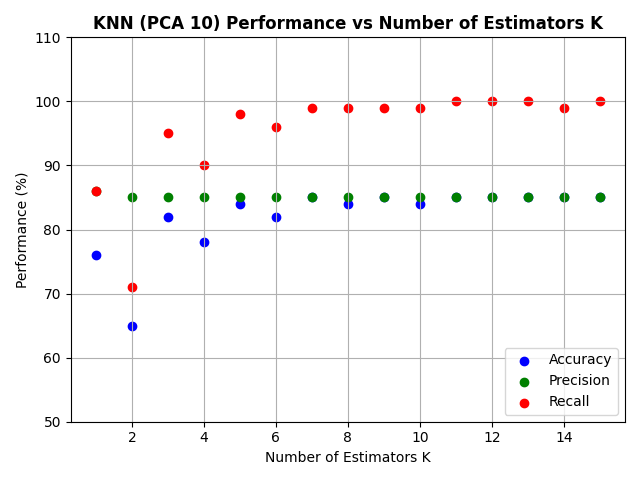 KNN (PCA 10) Performance vs Number of Estimators K
110
100
90
80
70
60
50
Performance (%)
2 4 6 8 10 12 14
Number of Estimators K
Accuracy
Precision
Recall